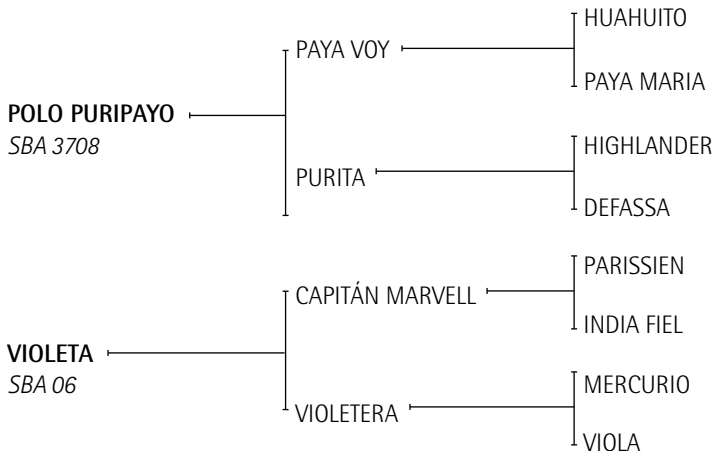 HUAHUITO
PAYA VOY
PAYA MARIA
POLO PURIPAYO
SBA 3708
HIGHLANDER
PURITA
DEFASSA
PARISSIEN
CAPITÁN MARVELL
INDIA FIEL
VIOLETA
SBA 06
MERCURIO
VIOLETERA
VIOLA